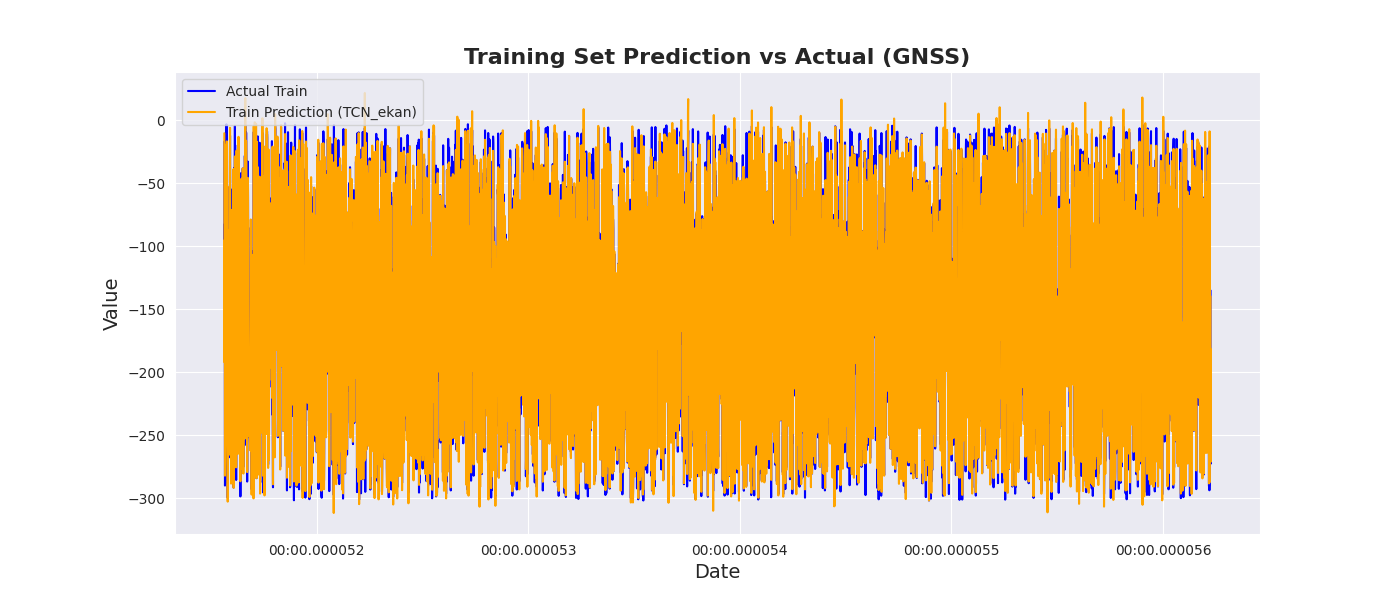 Training Set Prediction vs Actual (GNSS)
Actual Train
Train Prediction (TCN_ekan)
Value
0
−50
−100
−150
−200
−250
−300
00:00.000052
00:00.000053
00:00.000054
00:00.000055
00:00.000056
Date